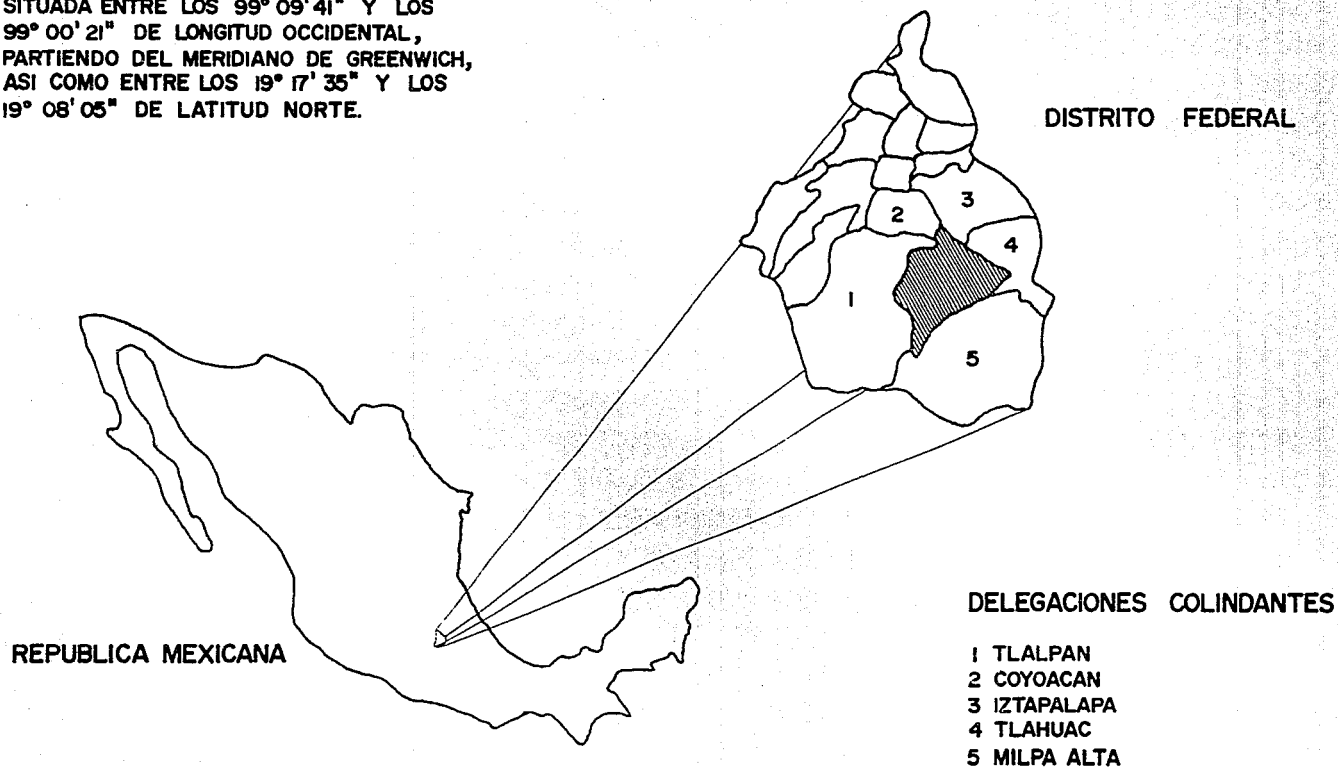 SITUADA ENTRE LOS 99° 09' 41" Y LOS
99° 00' 21" DE LONGITUD OCCIDENTAL,
PARTIENDO DEL MERIDIANO DE GREENWICH,
ASI COMO ENTRE LOS 19° 17' 35" Y LOS
19° 08' 05" DE LATITUD NORTE.
DISTRITO FEDERAL
3
2
4
1
5
REPUBLICA MEXICANA
DELEGACIONES COLINDANTES
1 TLALPAN
2 COYOACAN
3 IZTAPALAPA
4 TLAHUAC
5 MILPA ALTA